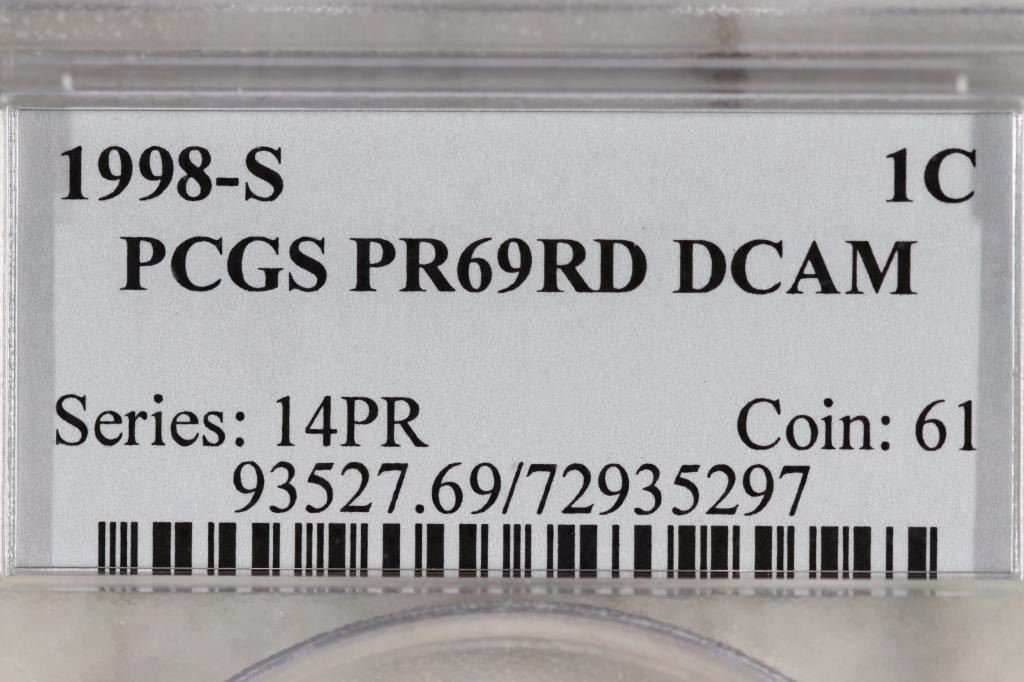 1998-S 1C
PCGS PR69RD DCAM
Series: 14PR Coin: 61
93527.69/72935297